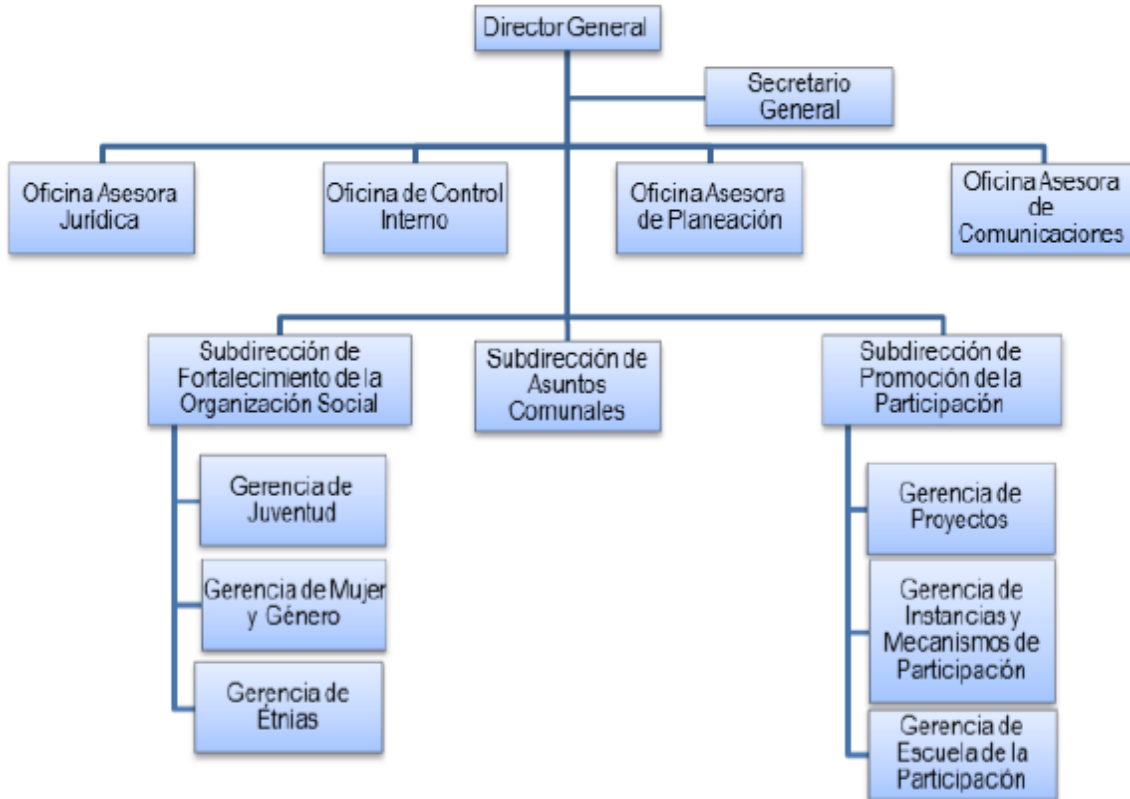 Director General
Secretario
General
Oficina Asesora
Jurídica
Oficina de Control
Interno
Oficina Asesora
de Planeación
Oficina Asesora
de
Comunicaciones
Subdirección de
Fortalecimiento de la
Organización Social
Subdirección de
Asuntos
Comunales
Subdirección de
Promoción de la
Participación
Gerencia de
Juventud
Gerencia de Mujer
y Género
Gerencia de
Étnias
Gerencia de
Proyectos
Gerencia de
Instancias y
Mecanismos de
Participación
Gerencia de
Escuela de la
Participación